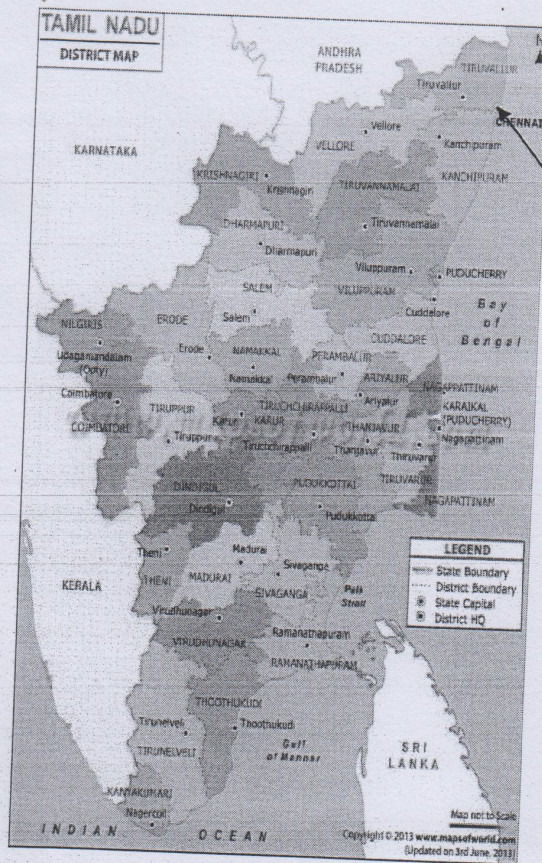 TAMIL NADU
DISTRICT MAP
N
ANDHRA
PRADESH
TIRUVALLUR
Tiruvallur
CHENNAI
Vellore
VELLORE
Kanchipuram
KANCHIPURAM
KARNATAKA
KRISHNAGIRI
Krishnagiri
TIRUVANNAMALAI
Tiruvannamalai
DHARMAPURI
Dharmapuri
Viluppuram
PUDUCHERRY
VILUPPURAM
SALEM
Salem
Cuddalore
CUDDALORE
Bay
of
Bengal
NILGIRIS
Udagamandalam
(Ooty)
ERODE
Erode
NAMAKKAL
Namakkal
PERAMBALUR
Perambalur
ARIYALUR
Ariyalur
NAGAPPATTINAM
KARAIKAL
(PUDUCHERRY)
Nagapattinam
Coimbatore
COIMBATORE
TIRUPPUR
Tiruppur
Karur
KARUR
TIRUCHCHIRAPPALLI
Tiruchchirappalli
THANJAVUR
Thanjavur
Thiruvarur
TIRUVARUR
NAGAPATTINAM
DINDIGUL
Dindigul
PUDUKKOTTAI
Pudukkottai
Theni
THENI
Madurai
MADURAI
Sivaganga
SIVAGANGA
Palk
Strait
KERALA
Virudhunagar
VIRUDHUNAGAR
Ramanathapuram
RAMANATHAPURAM
LEGEND
State Boundary
District Boundary
State Capital
District HQ
THOOTHUKUDI
Thoothukudi
Tirunelveli
TIRUNELVELI
Gulf
of Mannar
SRI
LANKA
KANYAKUMARI
Nagercoil
INDIAN OCEAN
Map not to Scale
Copyright © 2013 www.mapsofworld.com
(Updated on 3rd June, 2013)